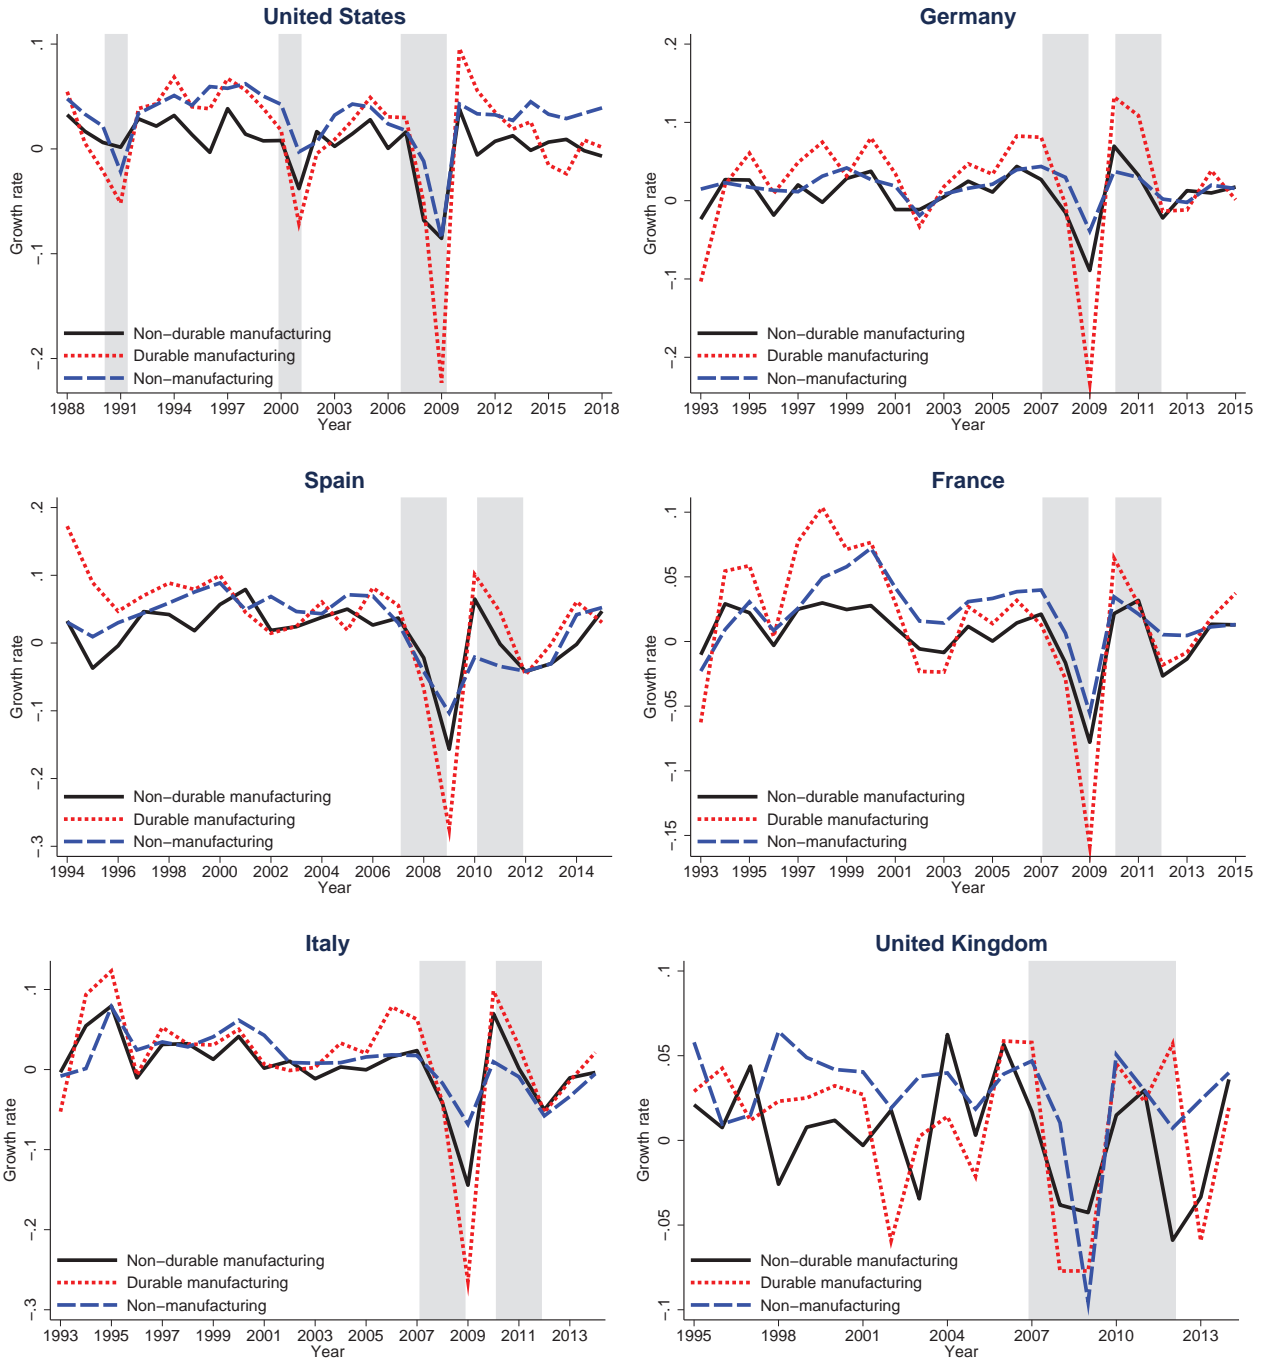 United States
Growth rate
.1
0
−.1
−.2
Non−durable manufacturing
Durable manufacturing
Non−manufacturing
1988 1991 1994 1997 2000 2003 2006 2009 2012 2015 2018
Year
Germany
Growth rate
.2
.1
0
−.1
−.2
Non−durable manufacturing
Durable manufacturing
Non−manufacturing
1993 1995 1997 1999 2001 2003 2005 2007 2009 2011 2013 2015
Year
Spain
Growth rate
.2
.1
0
−.1
−.2
−.3
Non−durable manufacturing
Durable manufacturing
Non−manufacturing
1994 1996 1998 2000 2002 2004 2006 2008 2010 2012 2014
Year
France
Growth rate
.1
.05
0
−.05
−.1
−.15
Non−durable manufacturing
Durable manufacturing
Non−manufacturing
1993 1995 1997 1999 2001 2003 2005 2007 2009 2011 2013 2015
Year
Italy
Growth rate
.1
0
−.1
−.2
−.3
Non−durable manufacturing
Durable manufacturing
Non−manufacturing
1993 1995 1997 1999 2001 2003 2005 2007 2009 2011 2013
Year
United Kingdom
Growth rate
.1
.05
0
−.05
−.1
Non−durable manufacturing
Durable manufacturing
Non−manufacturing
1995 1998 2001 2004 2007 2010 2013
Year